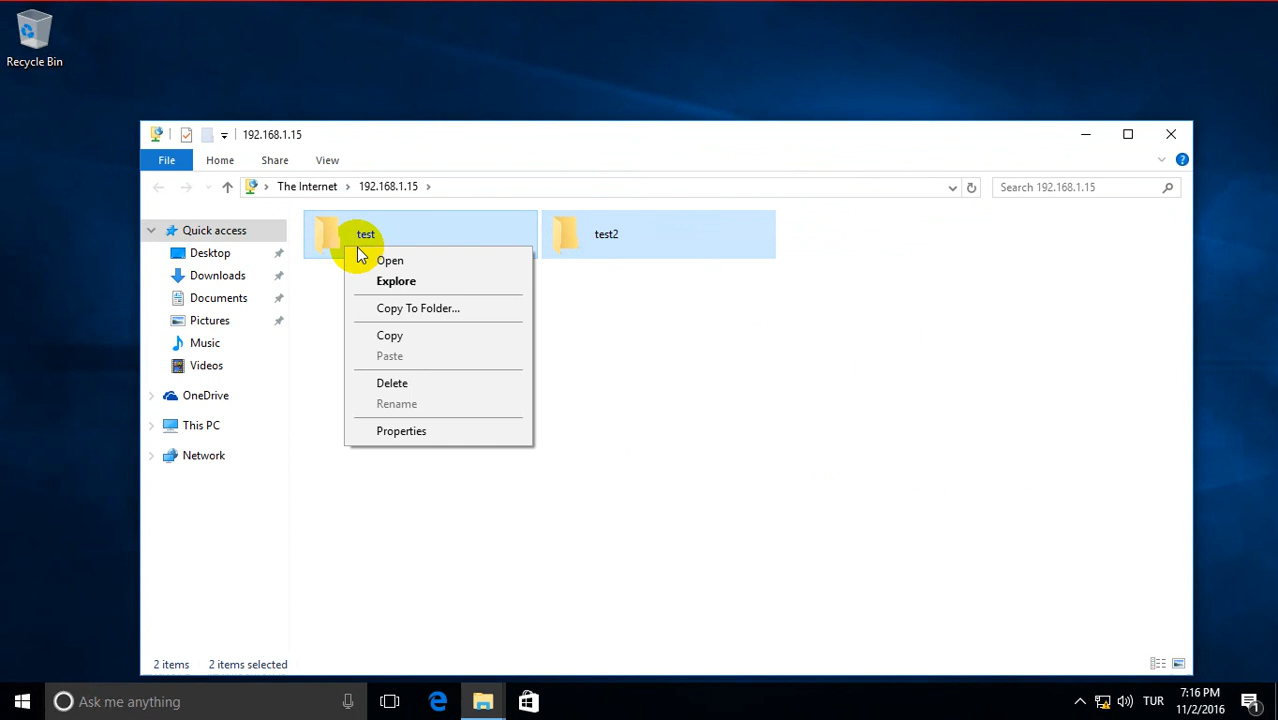 Recycle Bin
192.168.1.15
File Home Share View
The Internet 192.168.1.15 Search 192.168.1.15
Quick access
Desktop
Downloads
Documents
Pictures
Music
Videos
OneDrive
This PC
Network
test test2
Open
Explore
Copy To Folder...
Copy
Paste
Delete
Rename
Properties
2 items 2 items selected
Ask me anything
TUR
7:16 PM
11/2/2016
1